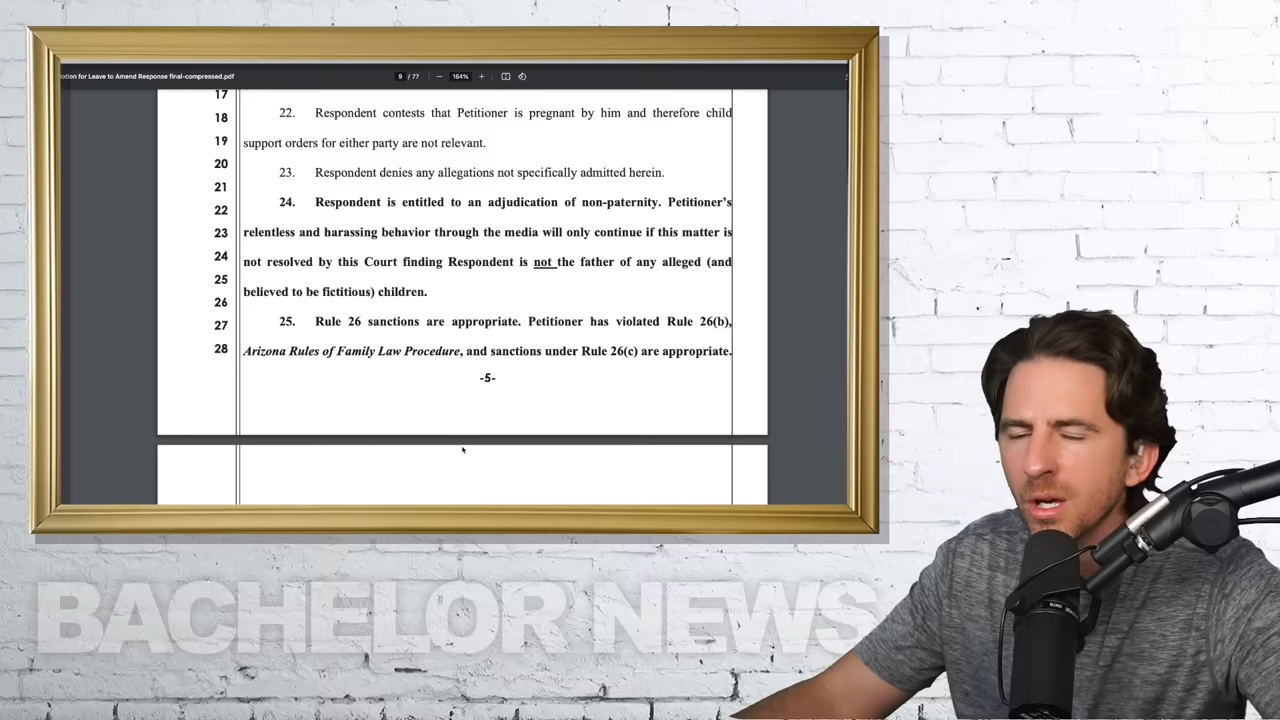 otion for Leave to Amend Response final-compressed.pdf
9 / 77
164%
17
22. Respondent contests that Petitioner is pregnant by him and therefore child
18
support orders for either party are not relevant.
19
20
23. Respondent denies any allegations not specifically admitted herein.
21
24. Respondent is entitled to an adjudication of non-paternity. Petitioner's
22
relentless and harassing behavior through the media will only continue if this matter is
23
not resolved by this Court finding Respondent is not the father of any alleged (and
24
25
believed to be fictitious) children.
26
25. Rule 26 sanctions are appropriate. Petitioner has violated Rule 26(b),
27
Arizona Rules of Family Law Procedure, and sanctions under Rule 26(c) are appropriate.
28
-5-
BACHELOR NEWS